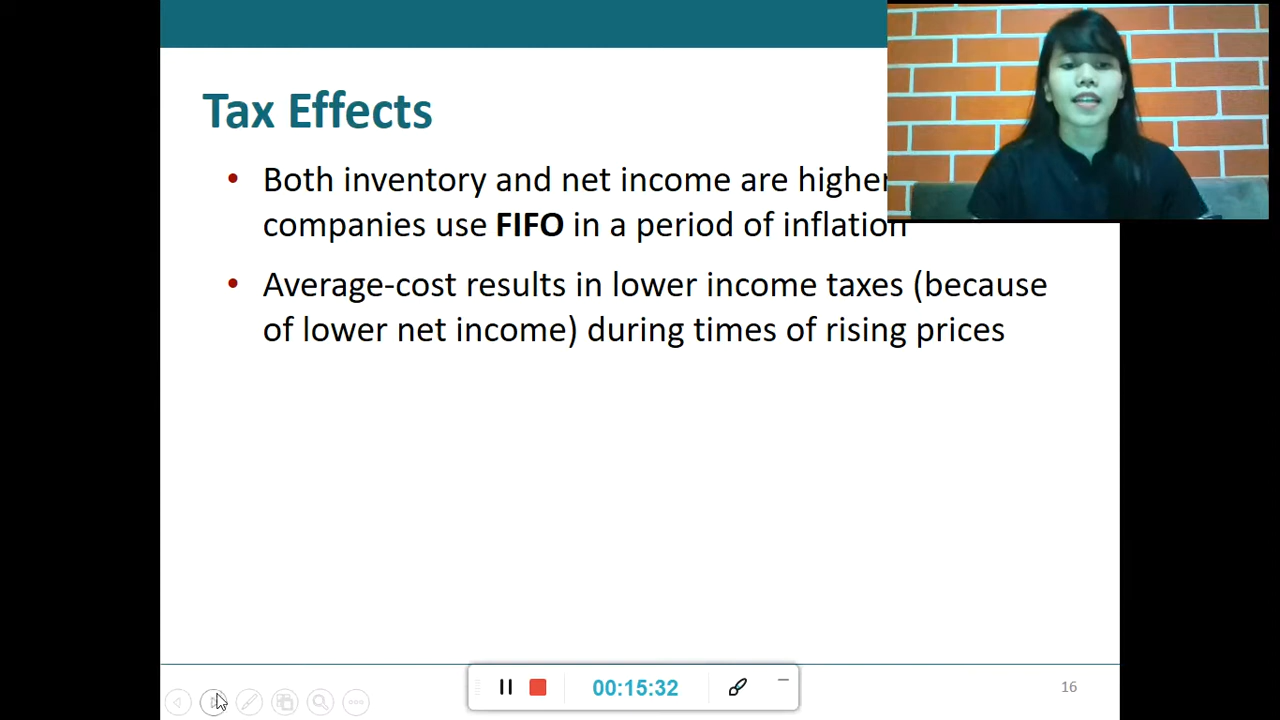 Tax Effects
• Both inventory and net income are higher
companies use FIFO in a period of inflation
• Average-cost results in lower income taxes (because
of lower net income) during times of rising prices
00:15:32
16